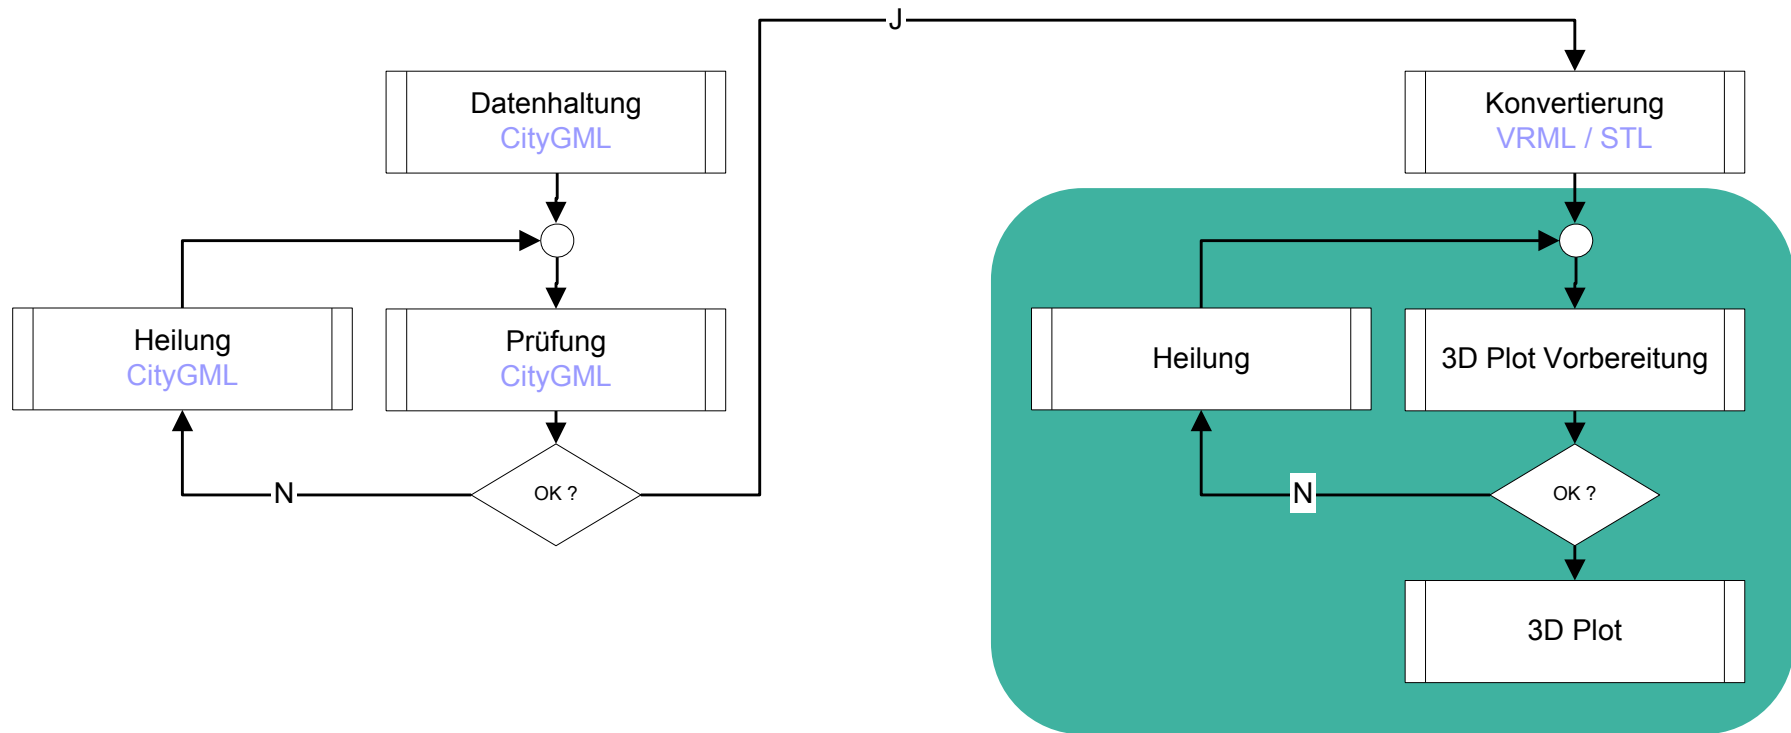 J
Datenhaltung
CityGML
Konvertierung
VRML / STL
Heilung
CityGML
Prüfung
CityGML
Heilung
3D Plot Vorbereitung
N
OK ?
N
OK ?
3D Plot